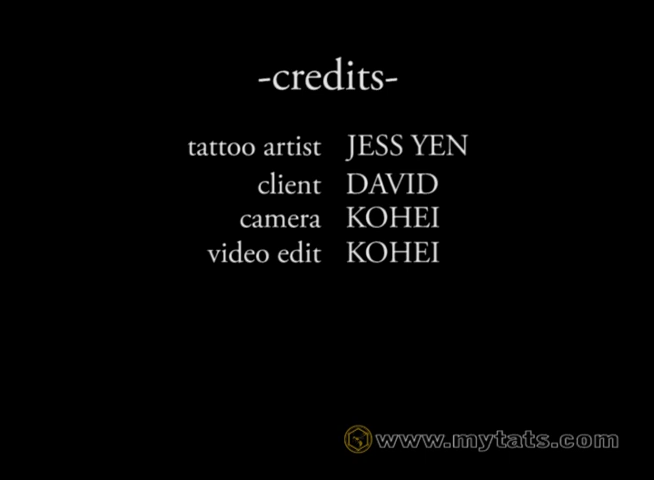 -credits-
tattoo artist JESS YEN
client DAVID
camera KOHEI
video edit KOHEI
www.mytats.com